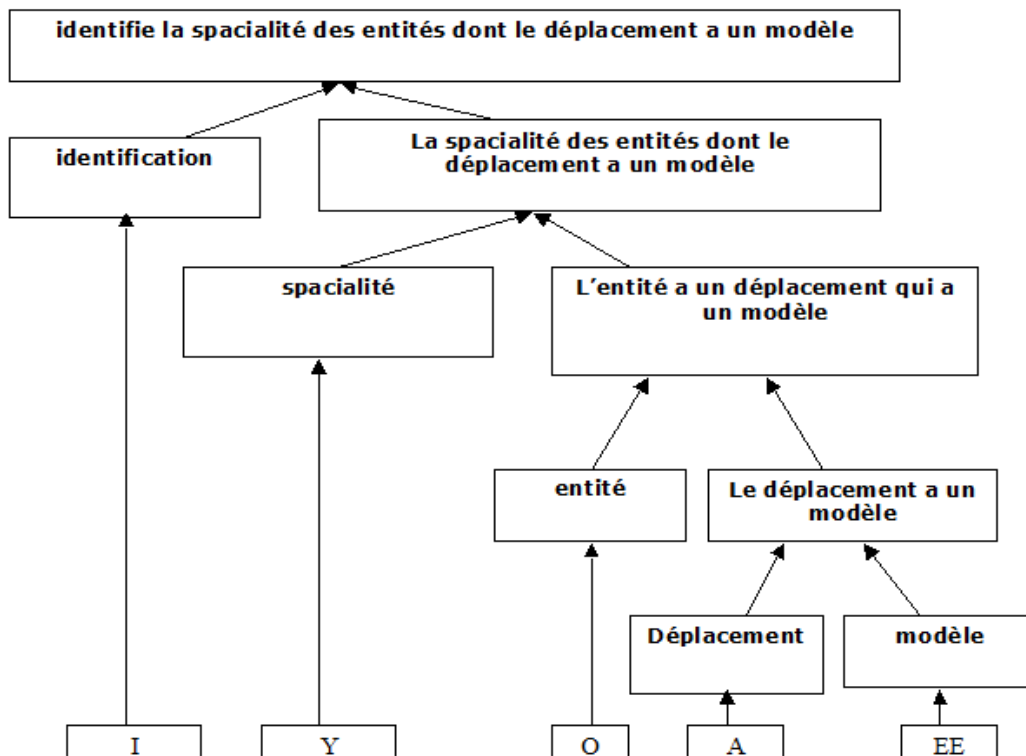 identifie la spacialité des entités dont le déplacement a un modèle
identification
La spacialité des entités dont le
déplacement a un modèle
spacialité
L'entité a un déplacement qui a
un modèle
entité
Le déplacement a un
modèle
Déplacement
modèle
I
Y
O
A
EE